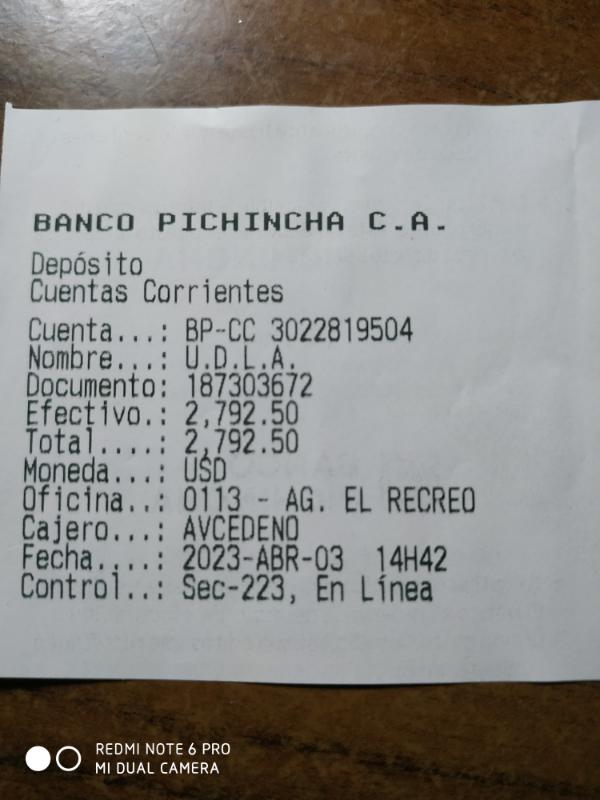 BANCO PICHINCHA C.A.
Depósito
Cuentas Corrientes
Cuenta...: BP-CC 3022819504
Nombre...: U.D.L.A.
Documento: 187303672
Efectivo.: 2,792.50
Total....: 2,792.50
Moneda...: USD
Oficina..: 0113 - AG. EL RECREO
Cajero...: AVCEDENO
Fecha....: 2023-ABR-03 14H42
Control..: Sec-223, En Línea
REDMI NOTE 6 PRO
MI DUAL CAMERA